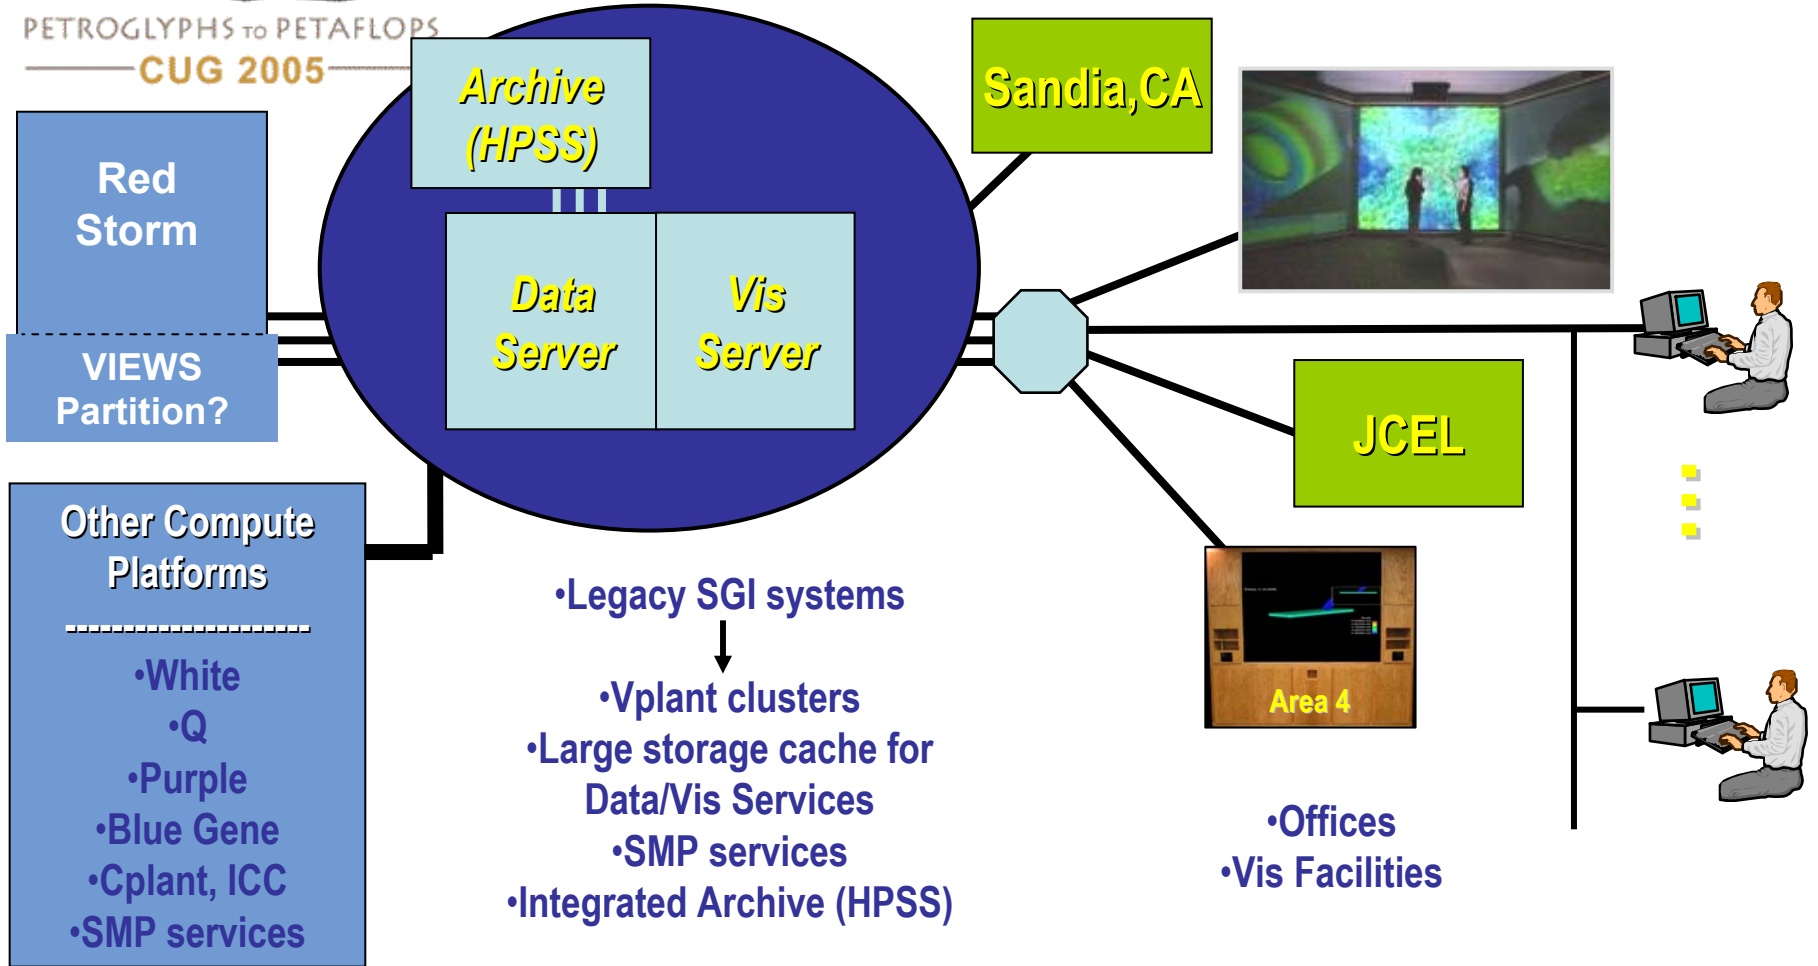 PETROGLYPHS TO PETAFLOPS
CUG 2005
Archive
(HPSS)
Sandia,CA
Red
Storm
Data
Server
Vis
Server
VIEWS
Partition?
JCEL
Other Compute
Platforms
---------------------
•White
•Q
•Purple
•Blue Gene
•Cplant, ICC
•SMP services
•Legacy SGI systems
•Vplant clusters
•Large storage cache for
Data/Vis Services
•SMP services
•Integrated Archive (HPSS)
Area 4
•Offices
•Vis Facilities